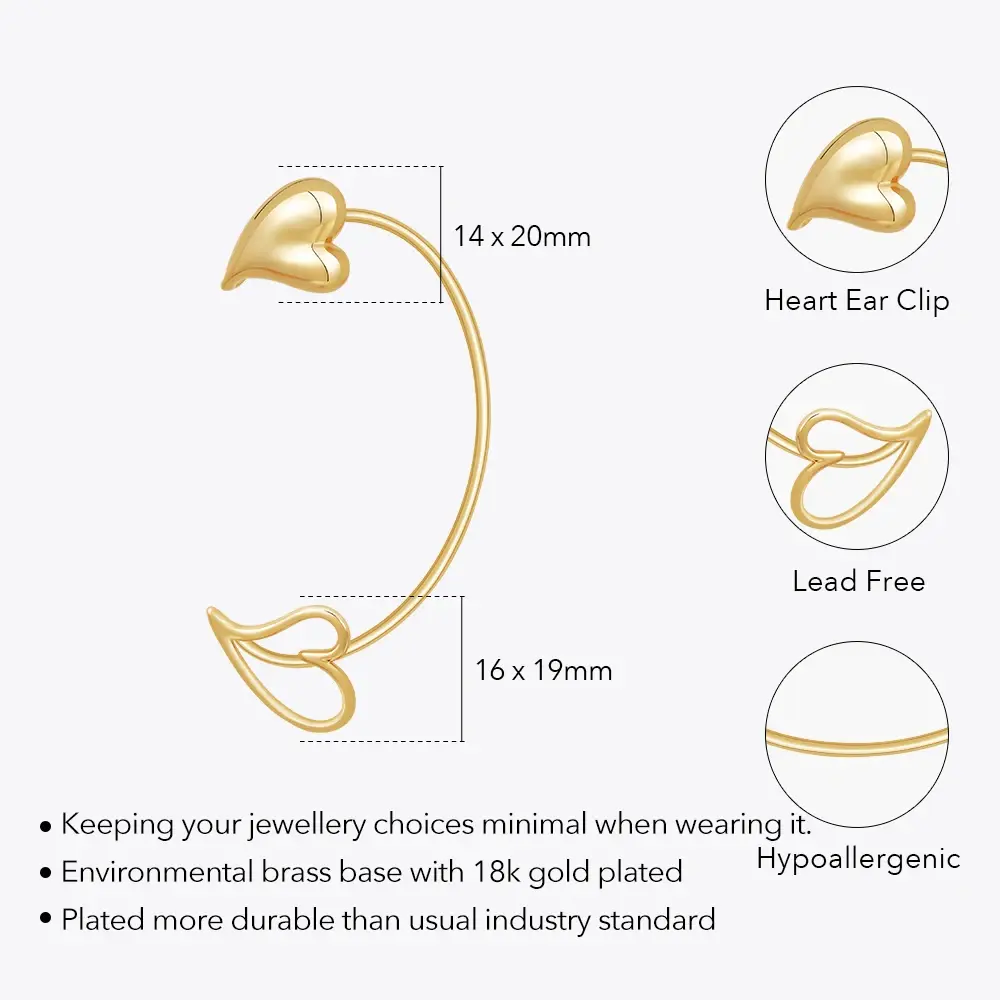 14 x 20mm
Heart Ear Clip
Lead Free
16 x 19mm
• Keeping your jewellery choices minimal when wearing it.
Hypoallergenic
• Environmental brass base with 18k gold plated
• Plated more durable than usual industry standard